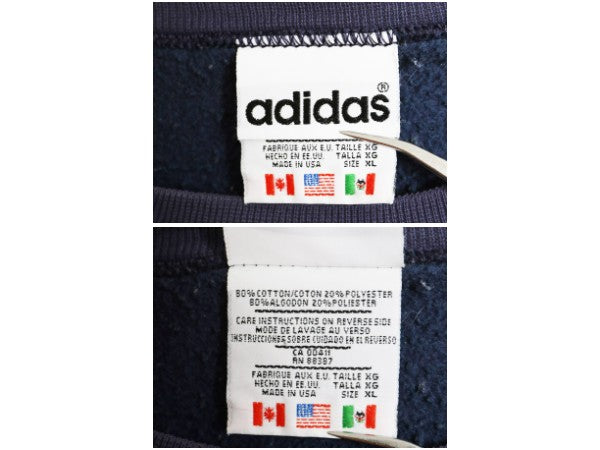 adidas®
FABRIQUE AUX E.U. TAILLE XG
HECHO EN EE.UU. TALLA XG
MADE IN USA SIZE XL
80% COTTON/COTON 20% POLYESTER
80% ALGODON 20% POLIESTER
CARE INSTRUCTIONS ON REVERSE SIDE
MODE DE LAVAGE AU VERSO
INSTRUCCIONES SOBRE CUIDADO EN EL REVERSO
CA 00411
RN 88387
FABRIQUE AUX E.U. TAILLE XG
HECHO EN EE.UU. TALLA XG
MADE IN USA SIZE XL